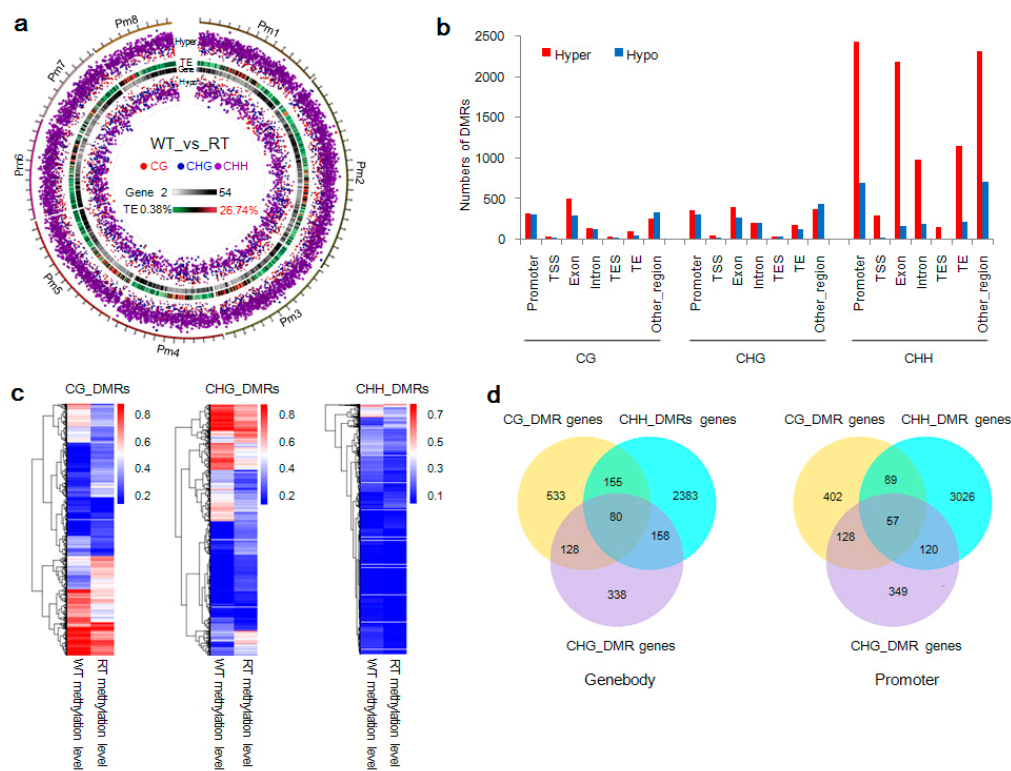 a
Pm8
Pm1
Pm7
Pm2
Pm6
Pm5
Pm3
Pm4
Hyper
TE
Gene
Hypo
WT_vs_RT
CG CHG CHH
Gene 2 54
TE 0.38% 26.74%
b
Numbers of DMRs
2500
2000
1500
1000
500
0
Hyper Hypo
Promoter TSS Exon Intron TES TE Other_region
Promoter TSS Exon Intron TES TE Other_region
Promoter TSS Exon Intron TES TE Other_region
CG CHG CHH
c
CG_DMRs
0.8
0.6
0.4
0.2
WT methylation level
RT methylation level
CHG_DMRs
0.8
0.6
0.4
0.2
WT methylation level
RT methylation level
CHH_DMRs
0.7
0.5
0.3
0.1
WT methylation level
RT methylation level
d
CG_DMR genes CHH_DMRs genes
533 155 2383
80
128 158
338
CHG_DMR genes
Genebody
CG_DMR genes CHH_DMRs genes
402 89 3026
57
128 120
349
CHG_DMR genes
Promoter